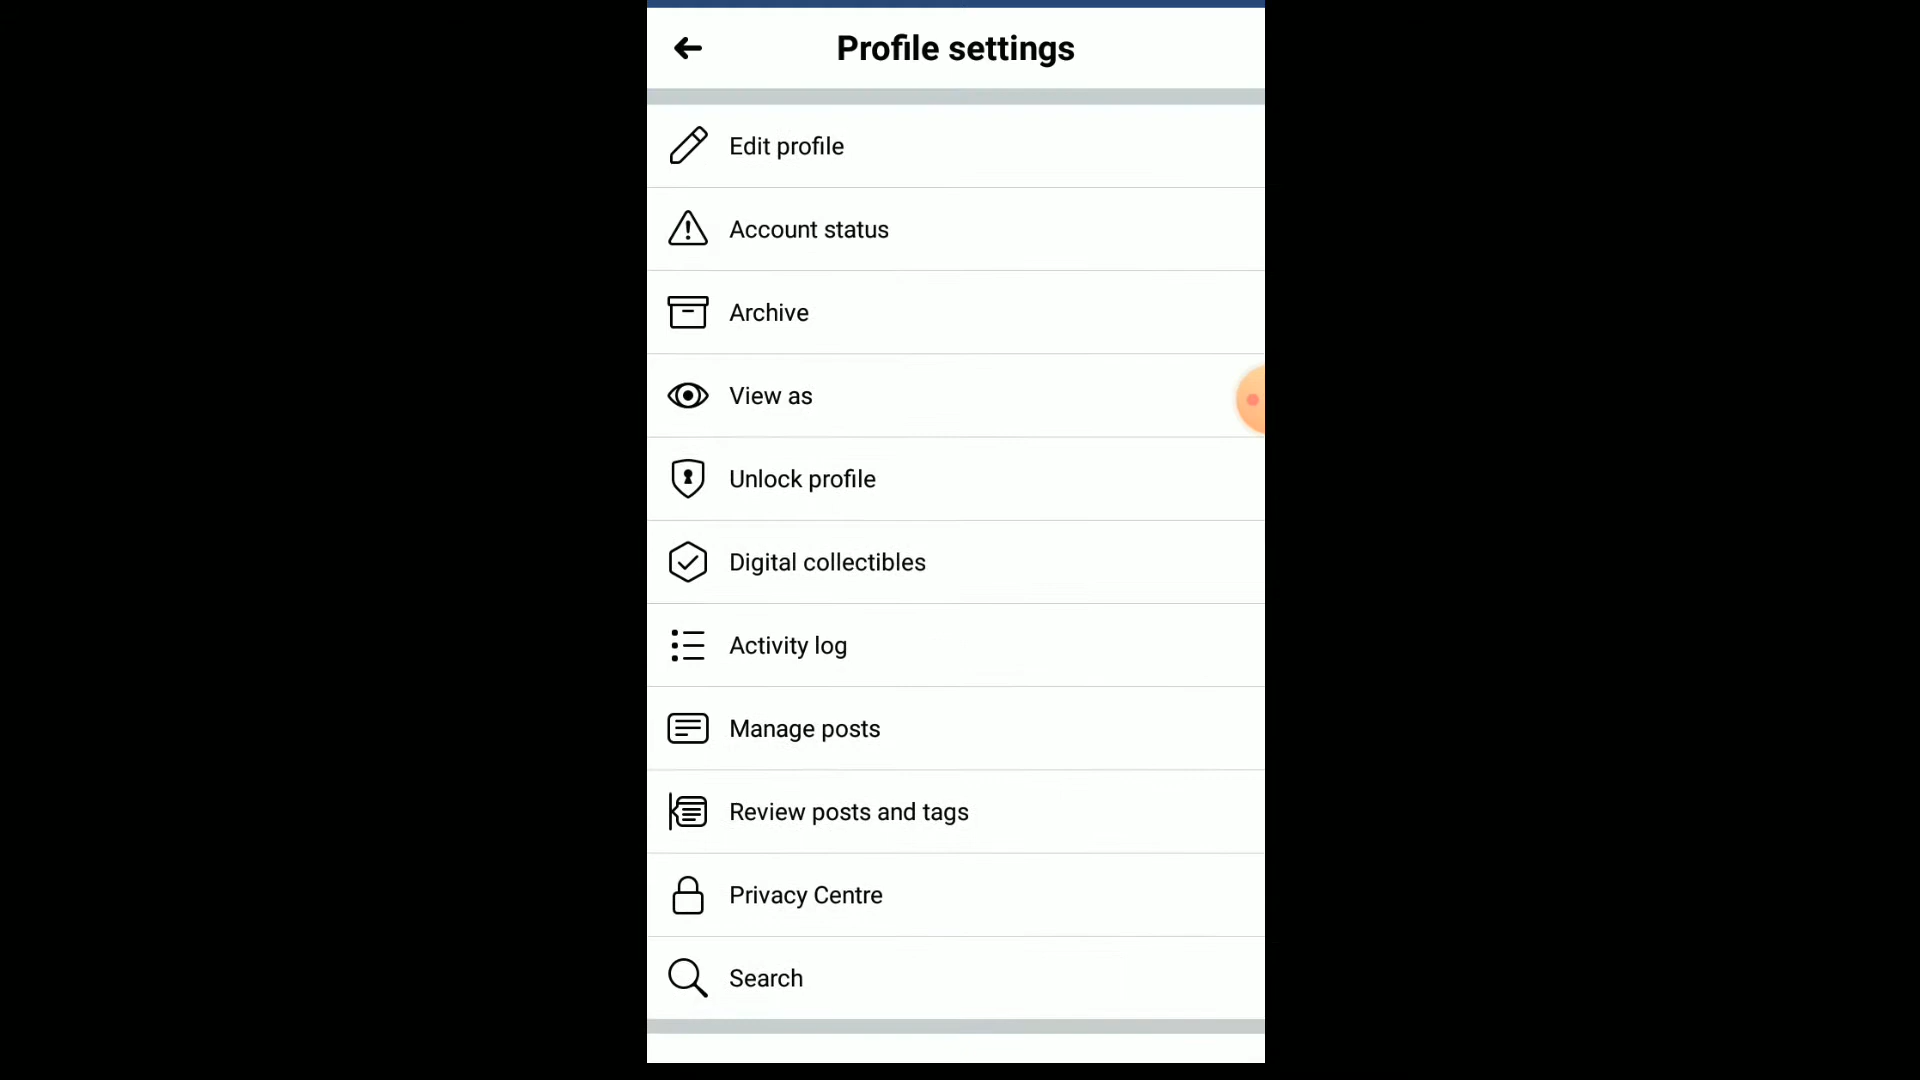 Profile settings
Edit profile
Account status
Archive
View as
Unlock profile
Digital collectibles
Activity log
Manage posts
Review posts and tags
Privacy Centre
Search